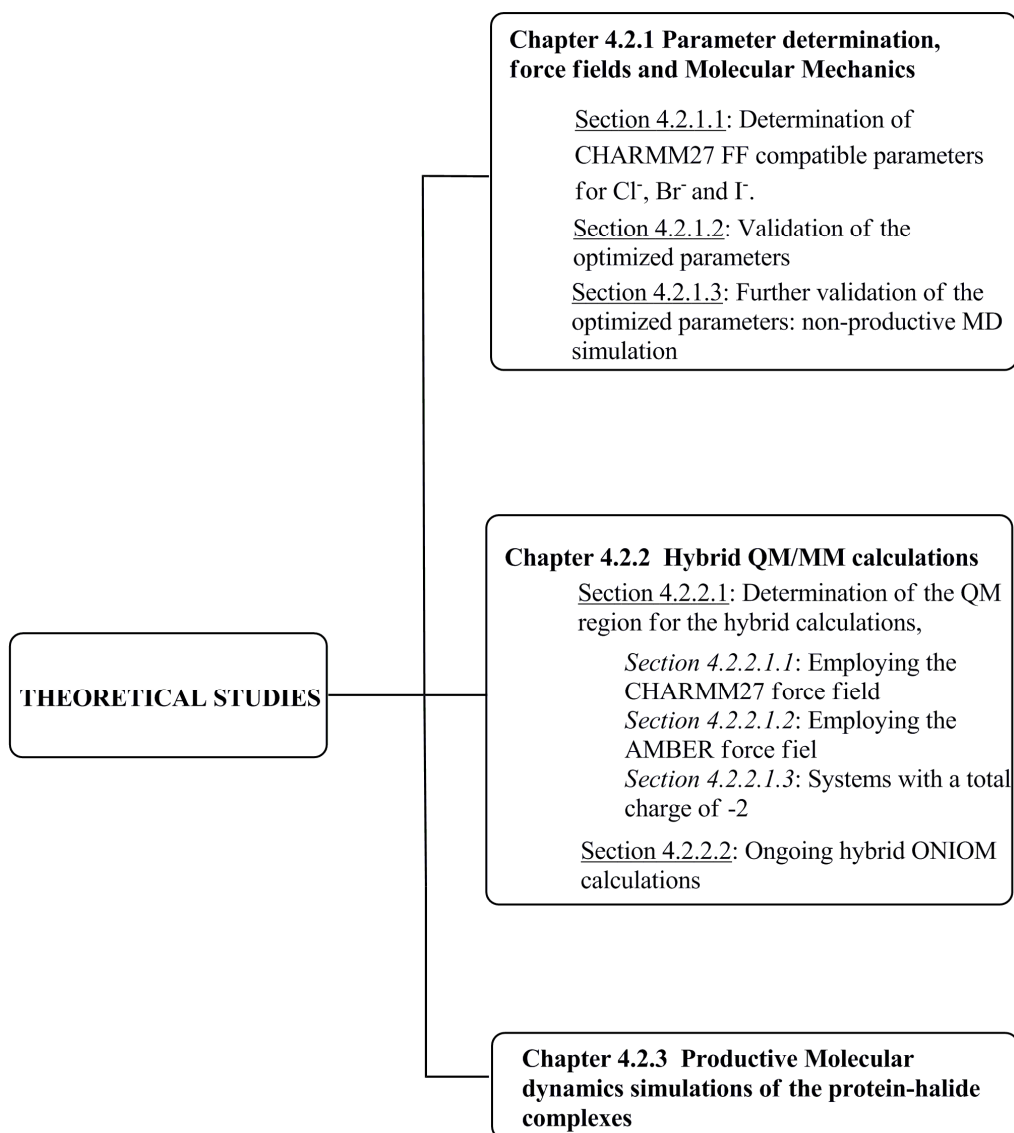 Chapter 4.2.1 Parameter determination,
force fields and Molecular Mechanics
Section 4.2.1.1: Determination of
CHARMM27 FF compatible parameters
for Cl⁻, Br⁻ and I⁻.
Section 4.2.1.2: Validation of the
optimized parameters
Section 4.2.1.3: Further validation of the
optimized parameters: non-productive MD
simulation
Chapter 4.2.2 Hybrid QM/MM calculations
Section 4.2.2.1: Determination of the QM
region for the hybrid calculations,
Section 4.2.2.1.1: Employing the
CHARMM27 force field
Section 4.2.2.1.2: Employing the
AMBER force fiel
Section 4.2.2.1.3: Systems with a total
charge of -2
Section 4.2.2.2: Ongoing hybrid ONIOM
calculations
THEORETICAL STUDIES
Chapter 4.2.3 Productive Molecular
dynamics simulations of the protein-halide
complexes